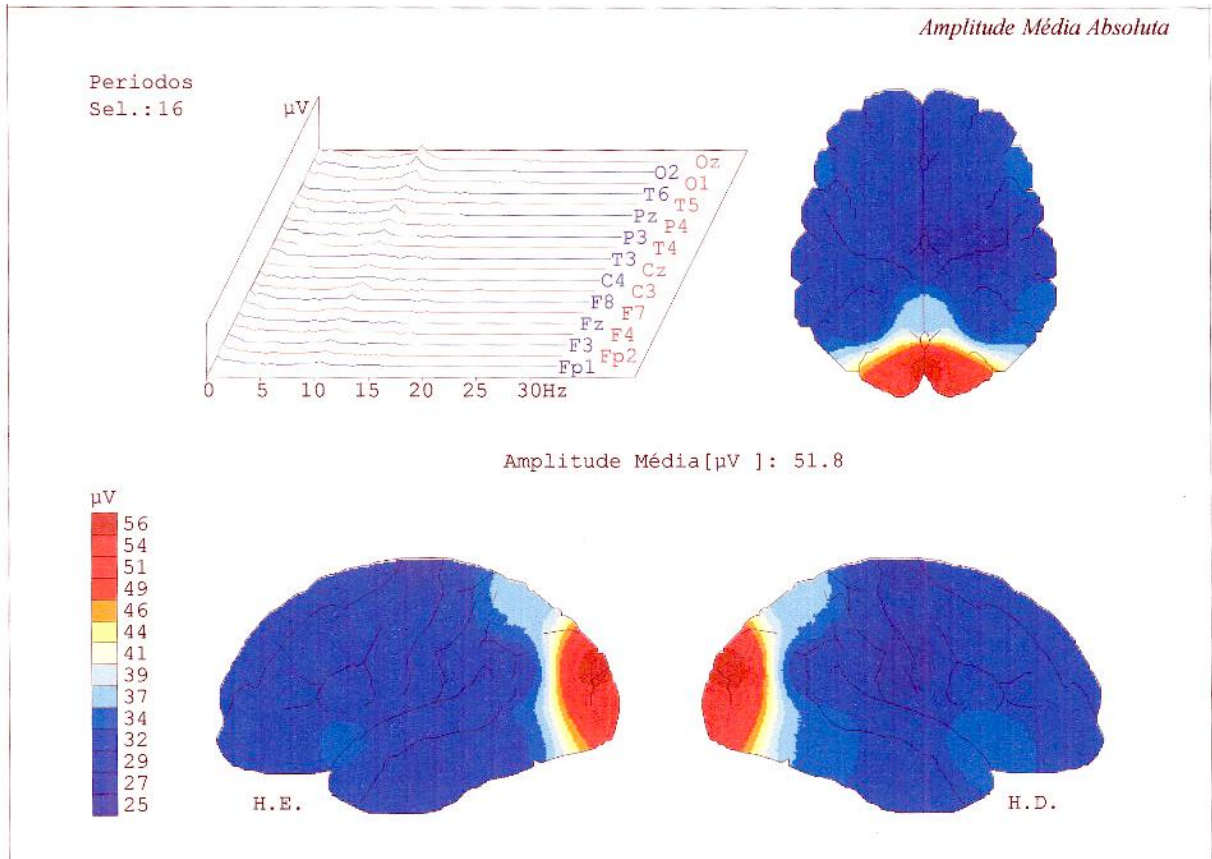 Amplitude Média Absoluta
Periodos
Sel.:16
µV
Oz
O2
O1
T6
T5
Pz
P4
P3
T4
T3
Cz
C4
C3
F8
F7
Fz
F4
F3
Fp2
Fp1
0 5 10 15 20 25 30Hz
Amplitude Média[µV ]: 51.8
µV
56
54
51
49
46
44
41
39
37
34
32
29
27
25
H.E.
H.D.